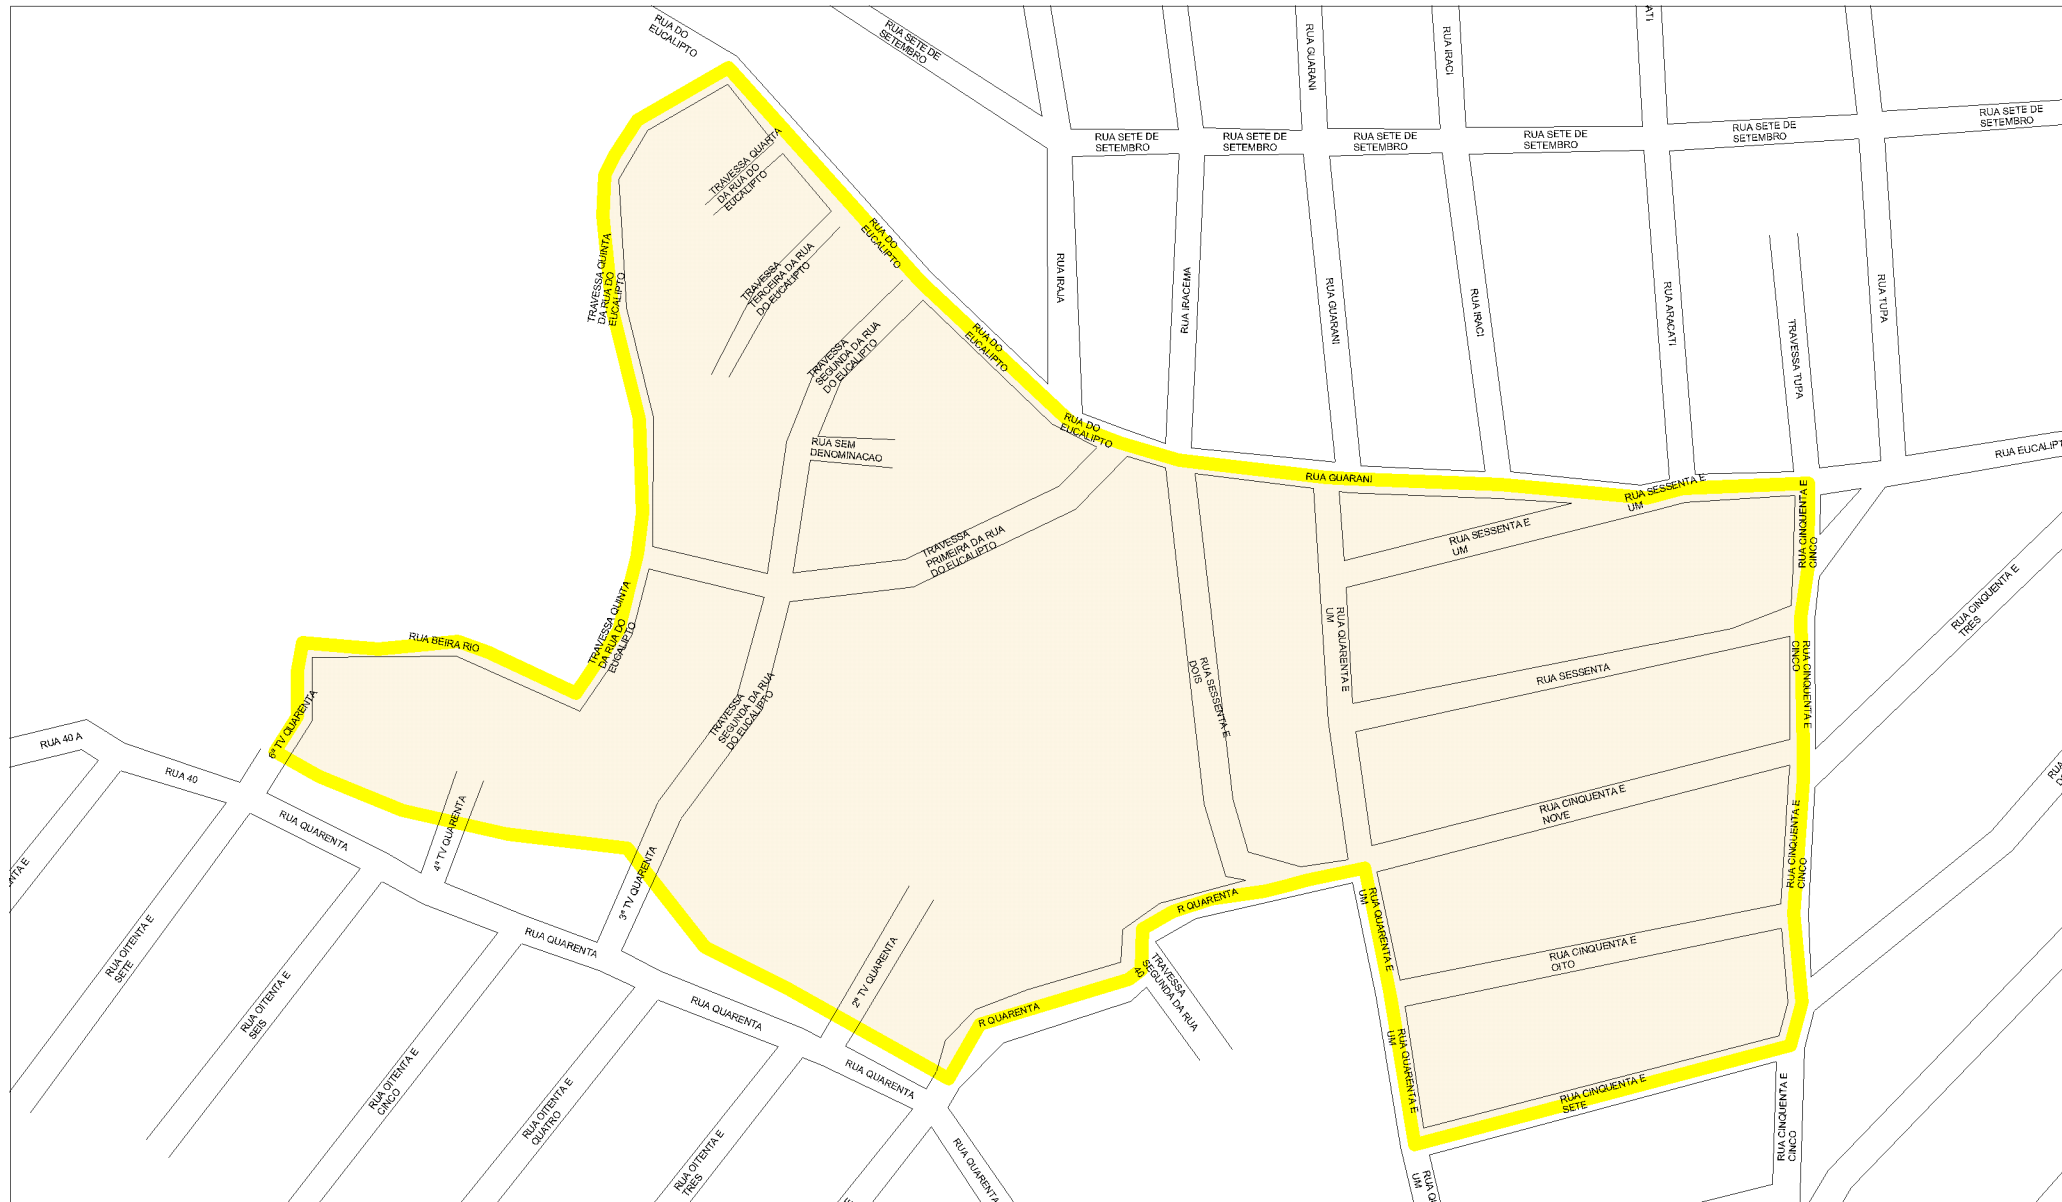 RUA DO
EUCALIPTO
RUA SETE DE
SETEMBRO
RUA GUARANI
RUA IRACI
ATI
RUA SETE DE
SETEMBRO
RUA SETE DE
SETEMBRO
RUA SETE DE
SETEMBRO
RUA SETE DE
SETEMBRO
RUA SETE DE
SETEMBRO
RUA SETE DE
SETEMBRO
TRAVESSA QUARTA
DA RUA DO
EUCALIPTO
RUA DO
EUCALIPTO
TRAVESSA QUINTA
DA RUA DO
EUCALIPTO
TRAVESSA
TERCEIRA DA RUA
DO EUCALIPTO
RUA IRAJA
RUA IRACEMA
RUA GUARANI
RUA IRACI
RUA ARACATI
TRAVESSA TUPA
RUA TUPA
RUA DO
EUCALIPTO
TRAVESSA
SEGUNDA DA RUA
DO EUCALIPTO
RUA DO
EUCALIPTO
RUA SEM
DENOMINACAO
RUA EUCALIPT
RUA GUARANI
RUA SESSENTA E
UM
RUA CINQUENTA E
CINCO
RUA SESSENTA E
UM
TRAVESSA
PRIMEIRA DA RUA
DO EUCALIPTO
RUA CINQUENTA E
TRES
TRAVESSA QUINTA
DA RUA DO
EUCALIPTO
RUA BEIRA RIO
RUA QUARENTA E
UM
RUA SESSENTA E
DOIS
RUA SESSENTA
RUA CINQUENTA E
CINCO
TRAVESSA
SEGUNDA DA RUA
DO EUCALIPTO
6ª TV QUARENTA
RUA 40 A
RUA 40
RUA QUARENTA
4ª TV QUARENTA
RUA CINQUENTA E
NOVE
RUA CINQUENTA E
CINCO
RUA
NTA E
3ª TV QUARENTA
R QUARENTA
RUA QUARENTA E
UM
RUA OITENTA E
SETE
RUA QUARENTA
RUA CINQUENTA E
OITO
2ª TV QUARENTA
TRAVESSA
SEGUNDA DA RUA
40
RUA OITENTA E
SEIS
RUA QUARENTA
R QUARENTA
RUA QUARENTA E
UM
RUA OITENTA E
CINCO
RUA OITENTA E
QUATRO
RUA QUARENTA
RUA CINQUENTA E
SETE
RUA CINQUENTA E
CINCO
RUA OITENTA E
TRES
RUA QUARENTA
UM